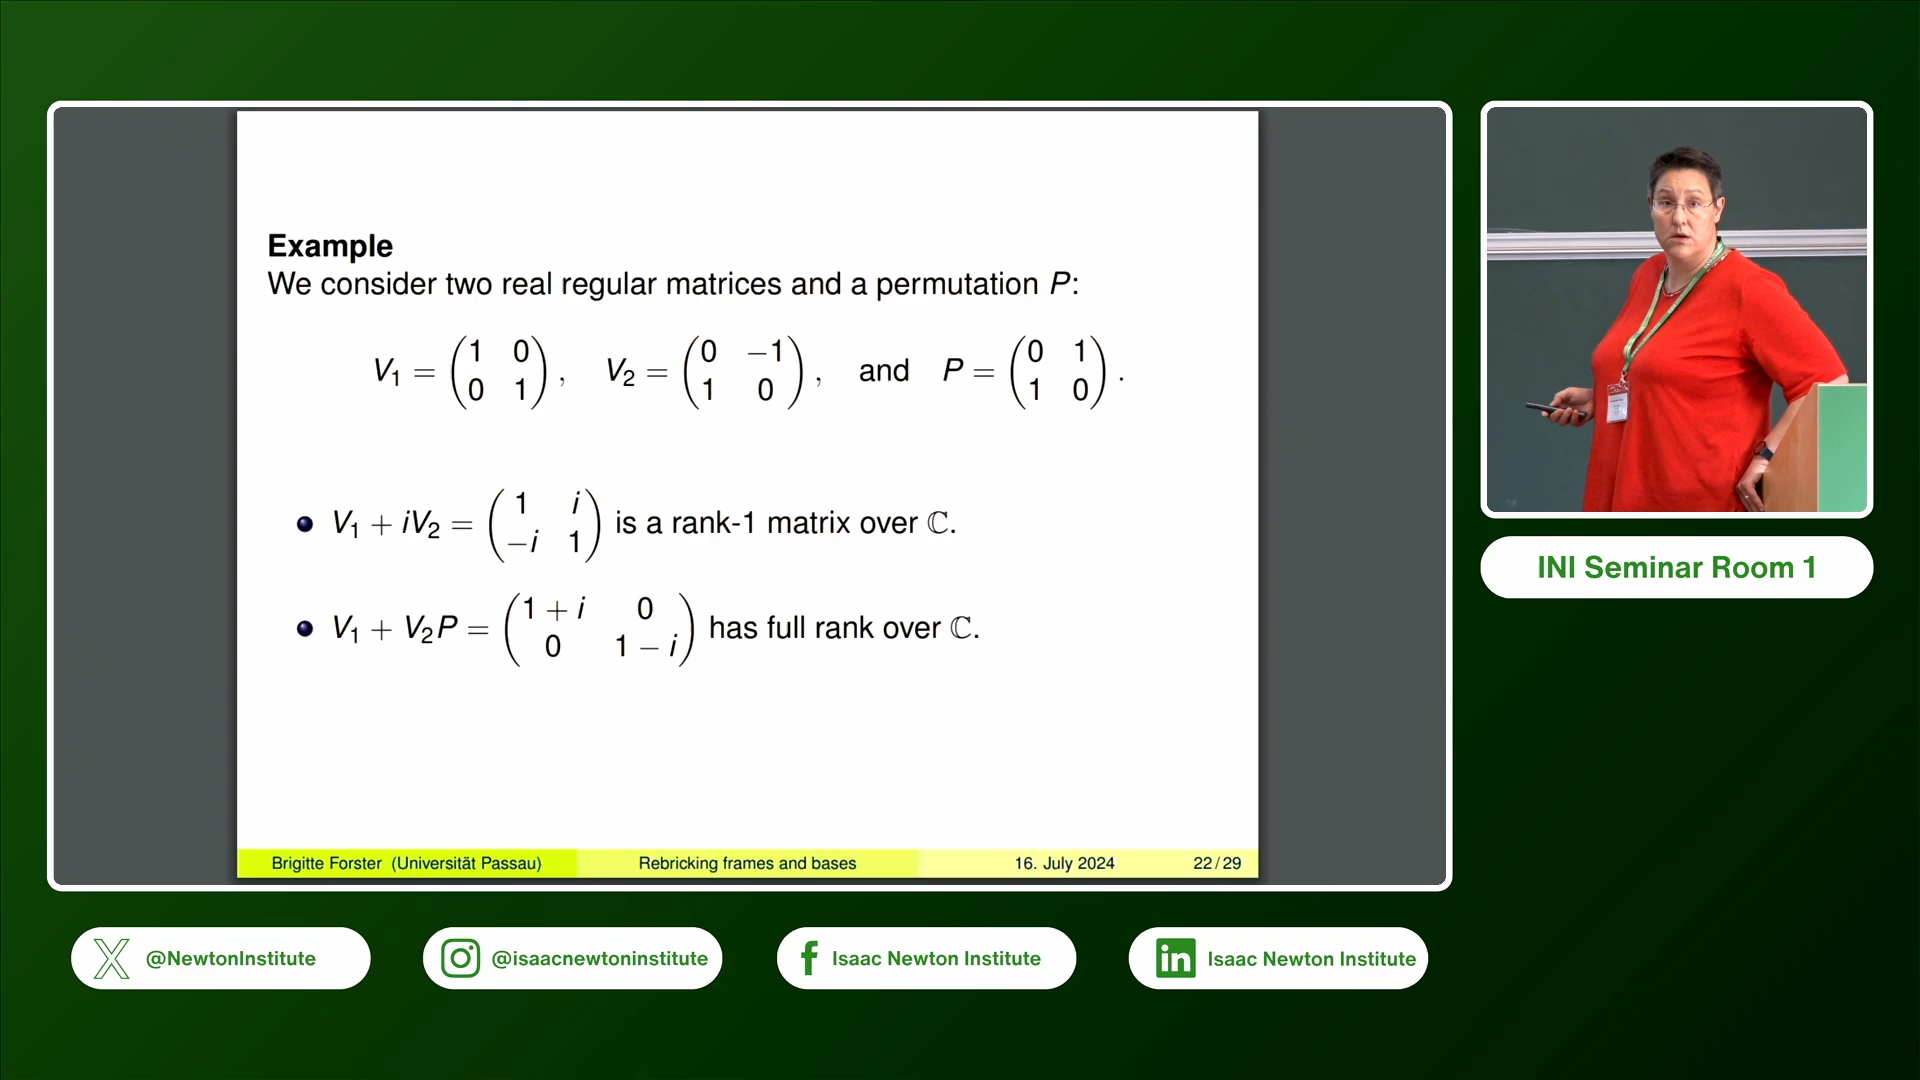 Example
We consider two real regular matrices and a permutation P:
V₁ = (1 0; 0 1), V₂ = (0 −1; 1 0), and P = (0 1; 1 0).
• V₁ + iV₂ = (1 i; −i 1) is a rank-1 matrix over ℂ.
• V₁ + V₂P = (1 + i 0; 0 1 − i) has full rank over ℂ.
Brigitte Forster (Universität Passau) Rebricking frames and bases 16. July 2024 22 / 29
INI Seminar Room 1
@NewtonInstitute
@isaacnewtoninstitute
Isaac Newton Institute
Isaac Newton Institute